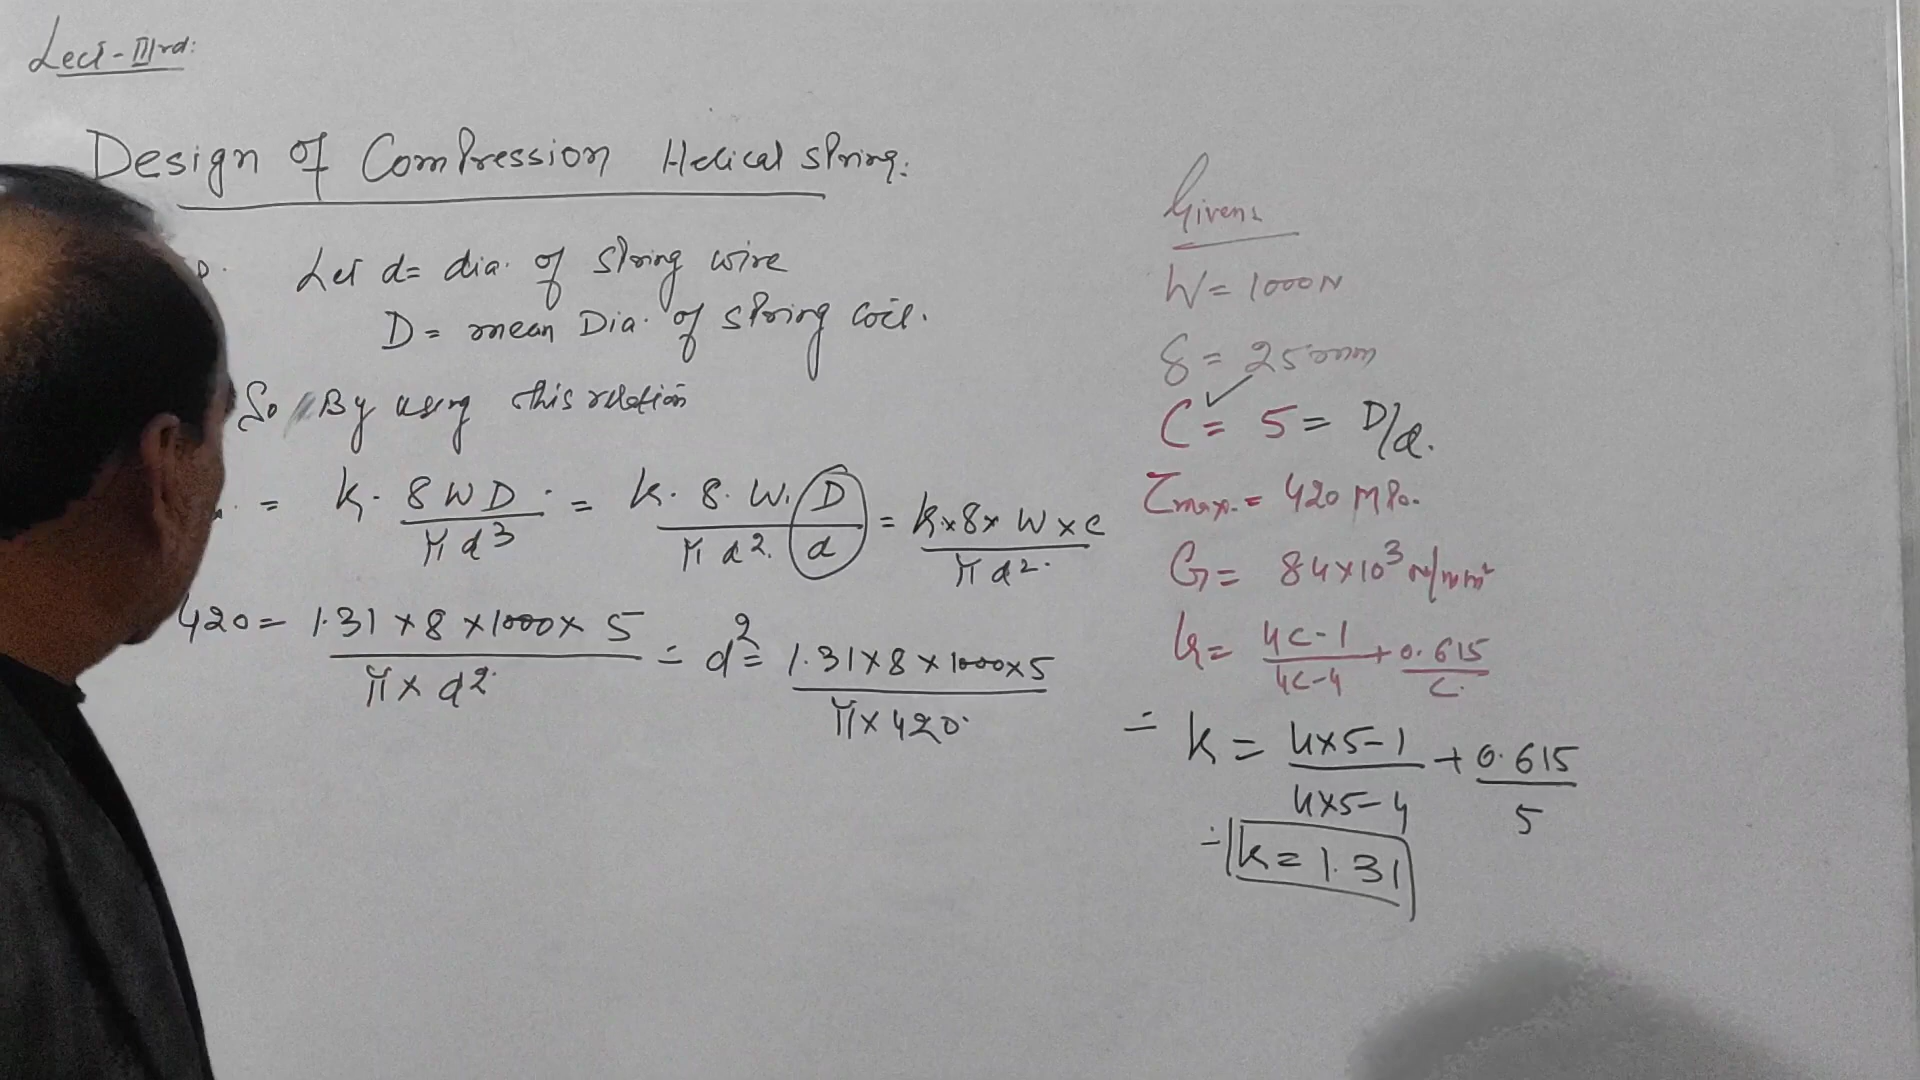 Lect-IIIrd:
Design of Compression Helical spring:
Let d= dia. of spring wire
D= mean Dia. of spring coil.
So By using this relation
= k. 8WD / πd³ = k. 8. W. D / πd². d = k×8×W×C / πd².
420 = 1.31×8×1000×5 / π×d² = d² = 1.31×8×1000×5 / π×420.
Given:
W= 1000N
δ= 25mm
C= 5 = D/d.
τmax.= 420 MPa.
G= 84×10³ N/mm²
k= 4C-1 / 4C-4 + 0.615 / C.
= k= 4×5-1 / 4×5-4 + 0.615 / 5
k= 1.31